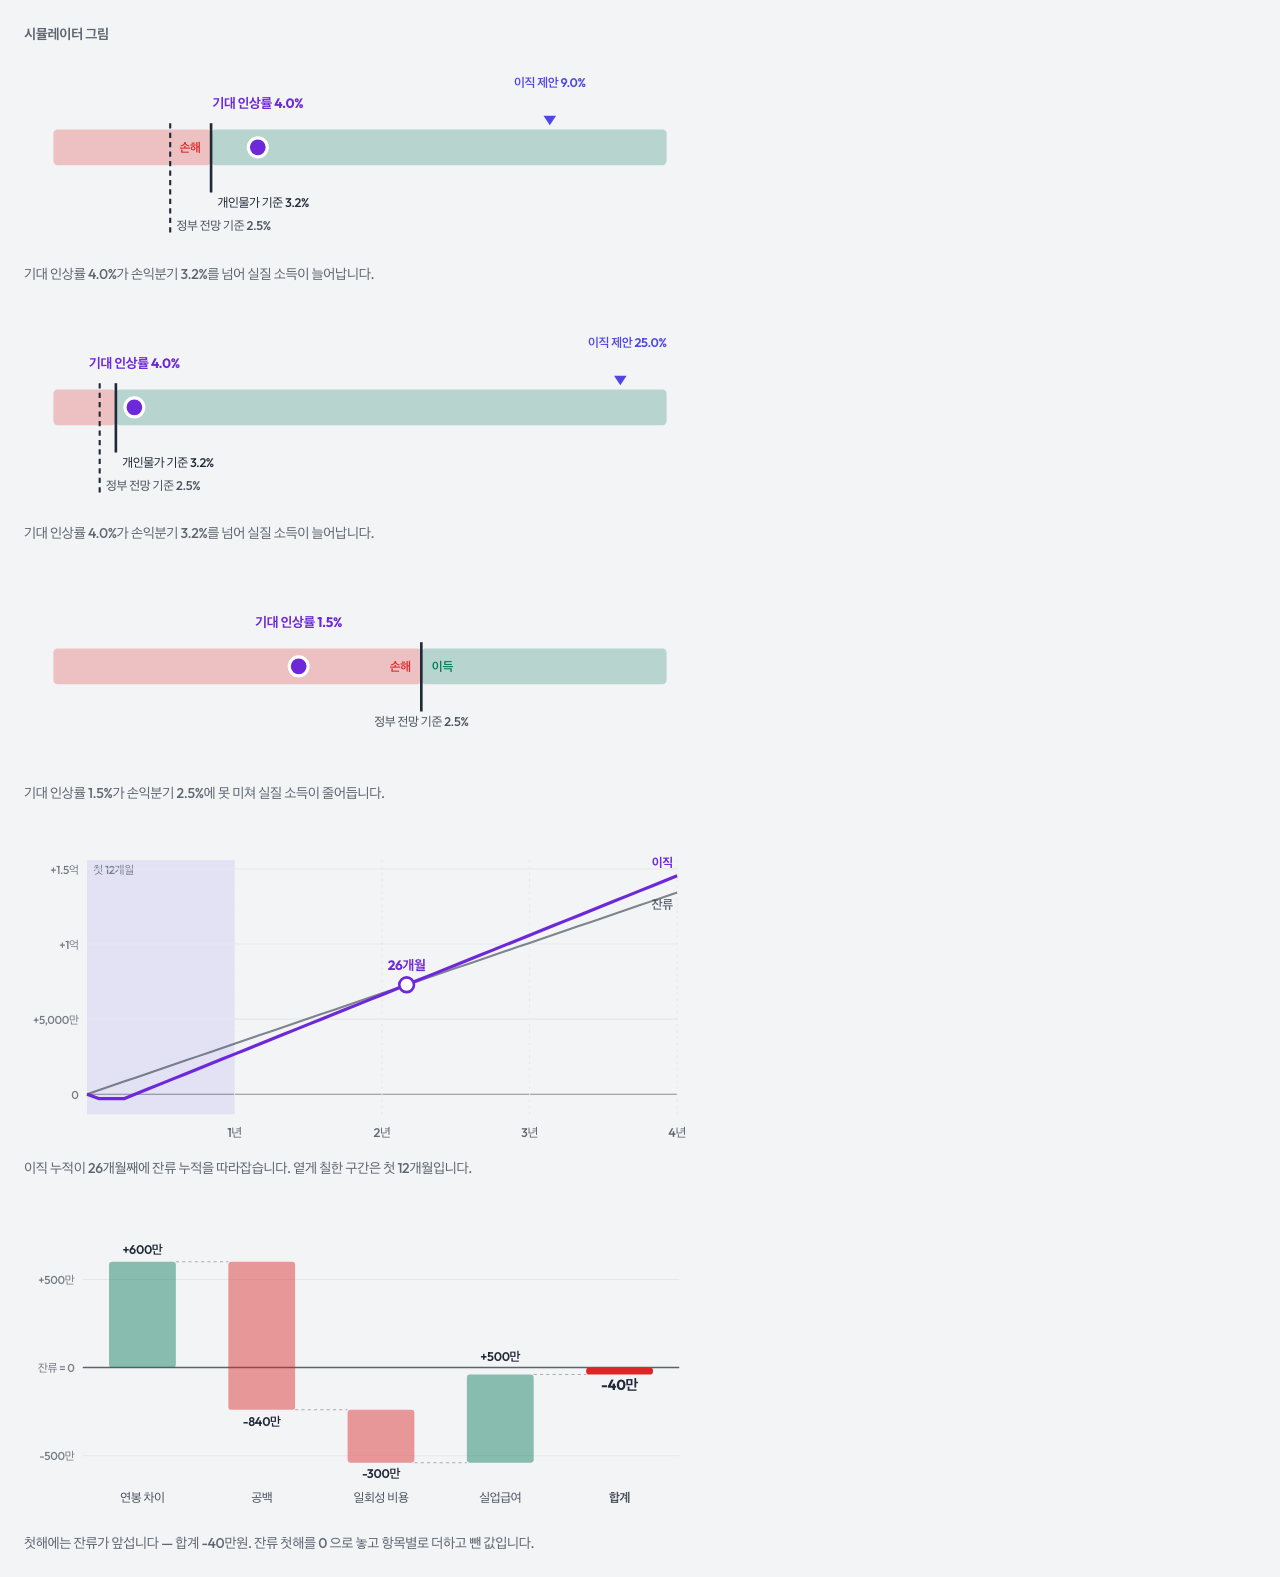 시뮬레이터 그림
이직 제안 9.0%
기대 인상률 4.0%
손해
개인물가 기준 3.2%
정부 전망 기준 2.5%
기대 인상률 4.0%가 손익분기 3.2%를 넘어 실질 소득이 늘어납니다.
이직 제안 25.0%
기대 인상률 4.0%
개인물가 기준 3.2%
정부 전망 기준 2.5%
기대 인상률 4.0%가 손익분기 3.2%를 넘어 실질 소득이 늘어납니다.
기대 인상률 1.5%
손해 이득
정부 전망 기준 2.5%
기대 인상률 1.5%가 손익분기 2.5%에 못 미쳐 실질 소득이 줄어듭니다.
이직
+1.5억 첫 12개월
잔류
+1억
26개월
+5,000만
0
1년 2년 3년 4년
이직 누적이 26개월째에 잔류 누적을 따라잡습니다. 옅게 칠한 구간은 첫 12개월입니다.
+600만
+500만
+500만
잔류 = 0
-40만
-840만
-500만
-300만
연봉 차이 공백 일회성 비용 실업급여 합계
첫해에는 잔류가 앞섭니다 — 합계 -40만원. 잔류 첫해를 0 으로 놓고 항목별로 더하고 뺀 값입니다.